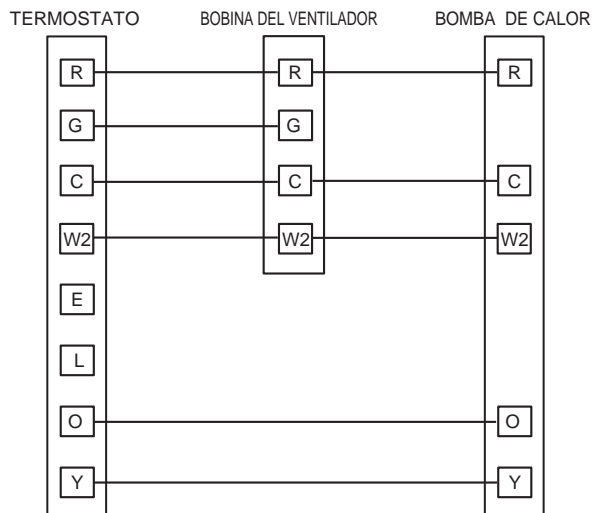 TERMOSTATO BOBINA DEL VENTILADOR BOMBA DE CALOR
R R R
G G
C C C
W2 W2 W2
E
L
O O
Y Y